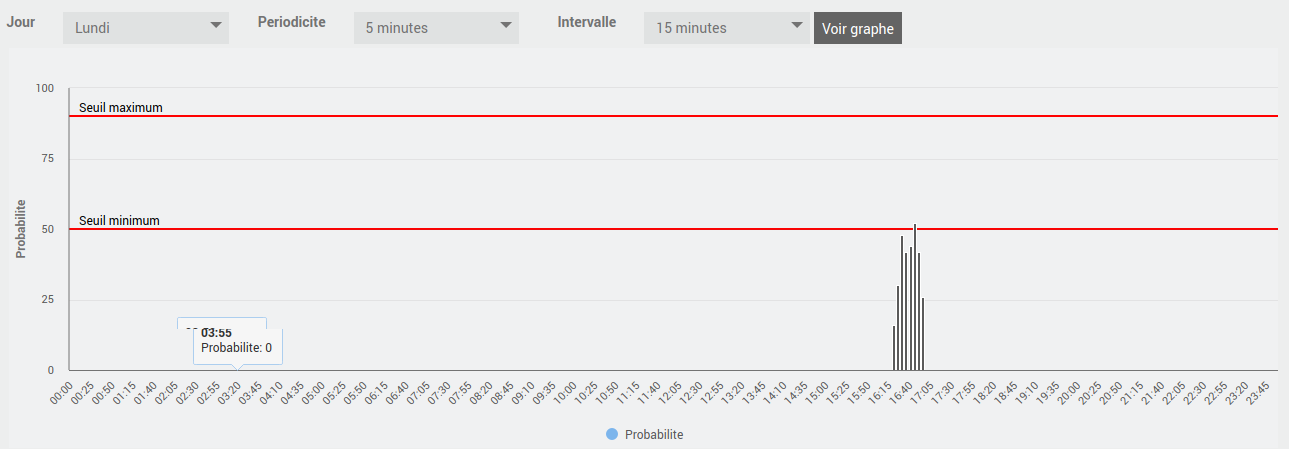 Jour Lundi Periodicite 5 minutes Intervalle 15 minutes Voir graphe
100
Seuil maximum
75
Seuil minimum
50
Probabilite
25
03:55
Probabilite: 0
0
00:00 00:25 00:50 01:15 01:40 02:05 02:30 02:55 03:20 03:45 04:10 04:35 05:00 05:25 05:50 06:15 06:40 07:05 07:30 07:55 08:20 08:45 09:10 09:35 10:00 10:25 10:50 11:15 11:40 12:05 12:30 12:55 13:20 13:45 14:10 14:35 15:00 15:25 15:50 16:15 16:40 17:05 17:30 17:55 18:20 18:45 19:10 19:35 20:00 20:25 20:50 21:15 21:40 22:05 22:30 22:55 23:20 23:45
Probabilite